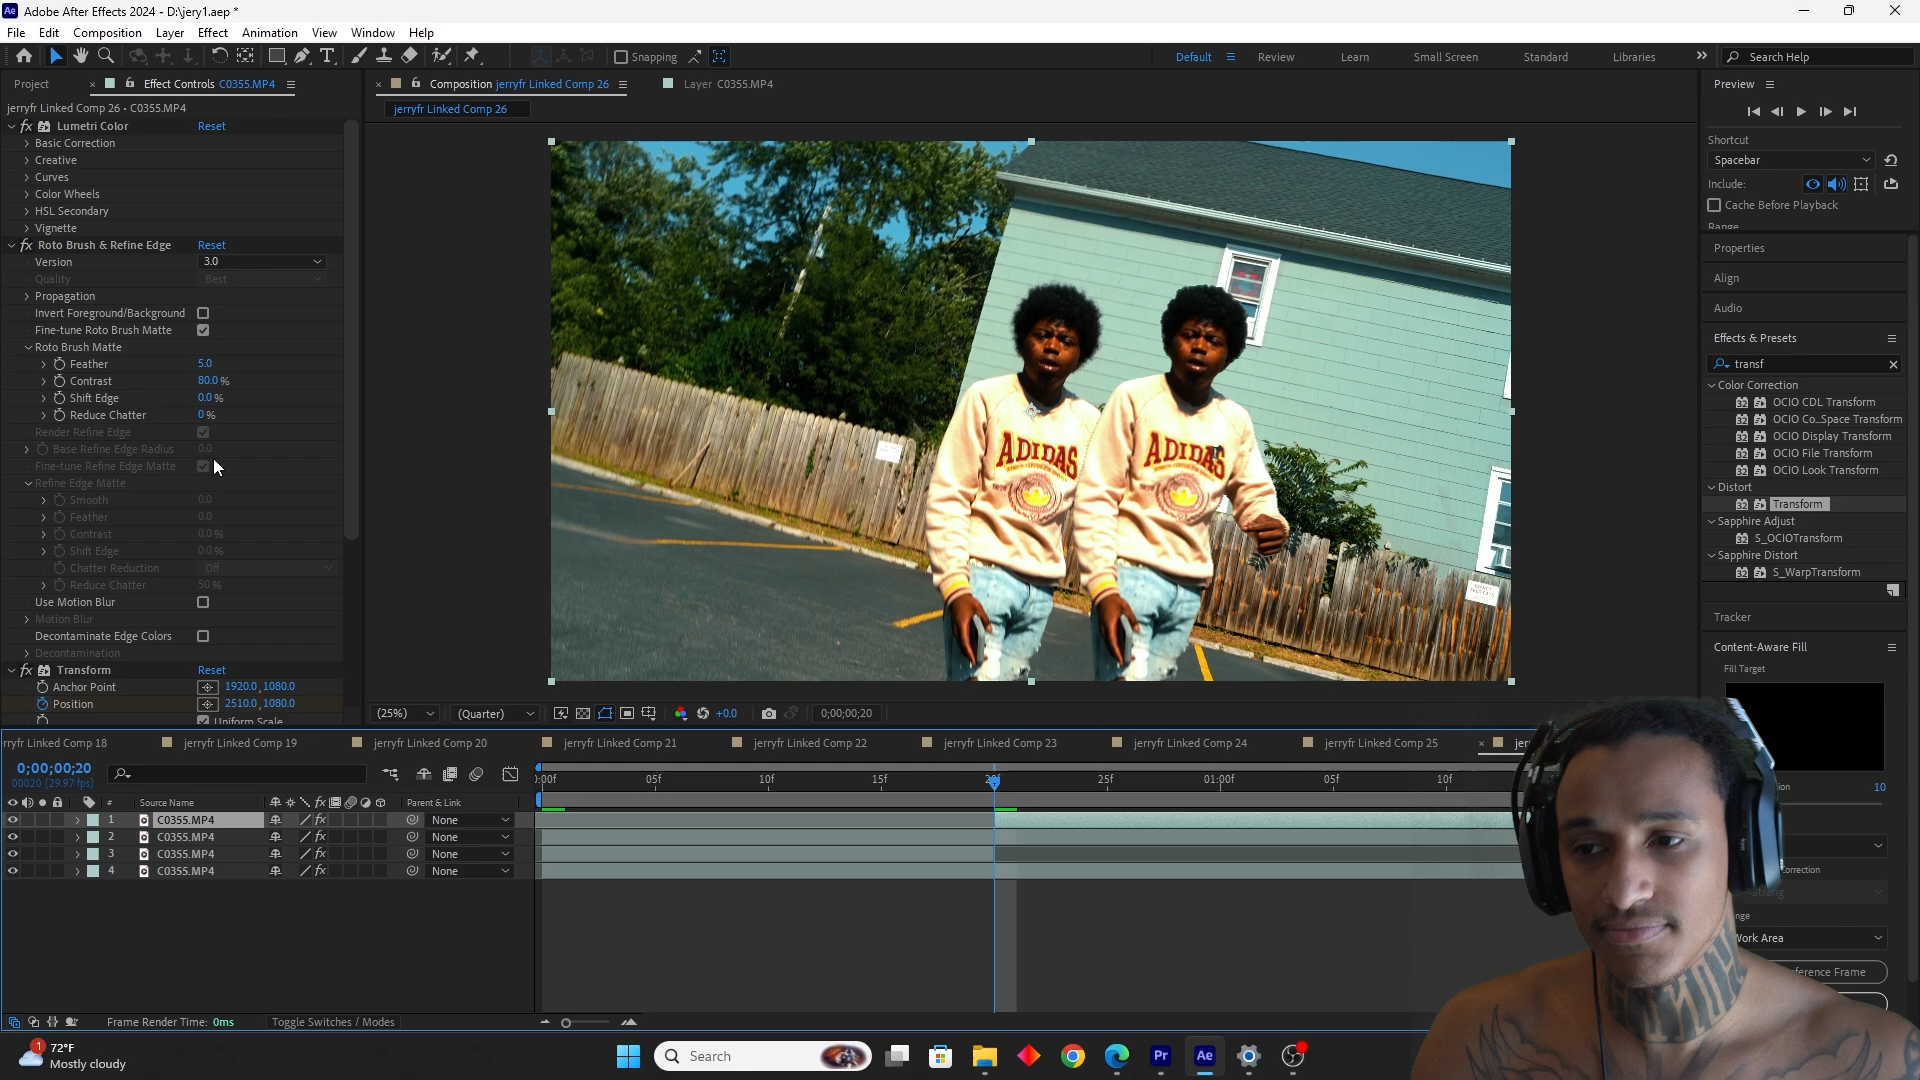 Adobe After Effects 2024 - D:\jery1.aep *
File Edit Composition Layer Effect Animation View Window Help
Snapping
Default Review Learn Small Screen Standard Libraries Search Help
Project Effect Controls C0355.MP4
jerryfr Linked Comp 26 • C0355.MP4
Lumetri Color Reset
Basic Correction
Creative
Curves
Color Wheels
HSL Secondary
Vignette
Roto Brush & Refine Edge Reset
Version 3.0
Quality Best
Propagation
Invert Foreground/Background
Fine-tune Roto Brush Matte
Roto Brush Matte
Feather 5.0
Contrast 80.0 %
Shift Edge 0.0 %
Reduce Chatter 0 %
Render Refine Edge
Base Refine Edge Radius 0.0
Fine-tune Refine Edge Matte
Refine Edge Matte
Smooth 0.0
Feather 0.0
Contrast 0.0 %
Shift Edge 0.0 %
Chatter Reduction Off
Reduce Chatter 50 %
Use Motion Blur
Motion Blur
Decontaminate Edge Colors
Decontamination
Transform Reset
Anchor Point 1920.0 , 1080.0
Position 2510.0 , 1080.0
Uniform Scale
Composition jerryfr Linked Comp 26 Layer C0355.MP4
jerryfr Linked Comp 26
ADIDAS ADIDAS
(25%) (Quarter) +0.0 0;00;00;20
Preview
Shortcut
Spacebar
Include:
Cache Before Playback
Range
Properties
Align
Audio
Effects & Presets
transf
Color Correction
OCIO CDL Transform
OCIO Co...Space Transform
OCIO Display Transform
OCIO File Transform
OCIO Look Transform
Distort
Transform
Sapphire Adjust
S_OCIOTransform
Sapphire Distort
S_WarpTransform
Tracker
Content-Aware Fill
Fill Target
10
Work Area
rryfr Linked Comp 18 jerryfr Linked Comp 19 jerryfr Linked Comp 20 jerryfr Linked Comp 21 jerryfr Linked Comp 22 jerryfr Linked Comp 23 jerryfr Linked Comp 24 jerryfr Linked Comp 25
0;00;00;20
00020 (29.97 fps)
:00f 05f 10f 15f 20f 25f 01:00f 05f 10f
# Source Name fx Parent & Link
1 C0355.MP4 None
2 C0355.MP4 None
3 C0355.MP4 None
4 C0355.MP4 None
Frame Render Time: 0ms Toggle Switches / Modes
1
72°F
Mostly cloudy
Search
Pr Ae